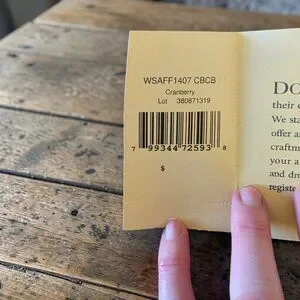 WSAFF1407 CBCB
Cranberry
Lot 380871319
7 99344 72593 8
$
DO
their
We sta
offer a
craftm
your a
and dr
registe